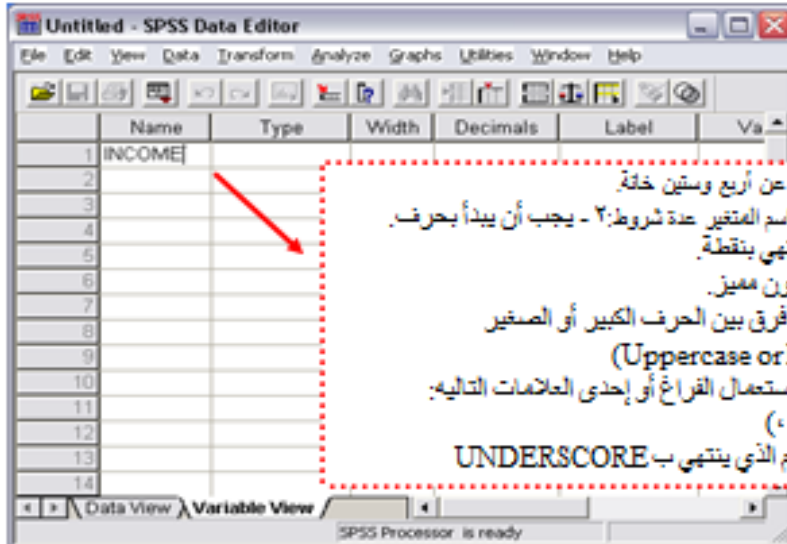 Untitled - SPSS Data Editor
File Edit View Data Transform Analyze Graphs Utilities Window Help
Name Type Width Decimals Label Va
1 INCOME
2
3
4
5
6
7
8
9
10
11
12
13
14
عن أربع وستين خانة.
سم المتغير عدة شروط: ٢ - يجب أن يبدأ بحرف.
تهي بنقطة.
ون مميز.
فرق بين الحرف الكبير أو الصغير
(Uppercase or
ستعمال الفراغ أو إحدى العلامات التاليه:
،)
م الذي ينتهي ب UNDERSCORE
Data View Variable View
SPSS Processor is ready